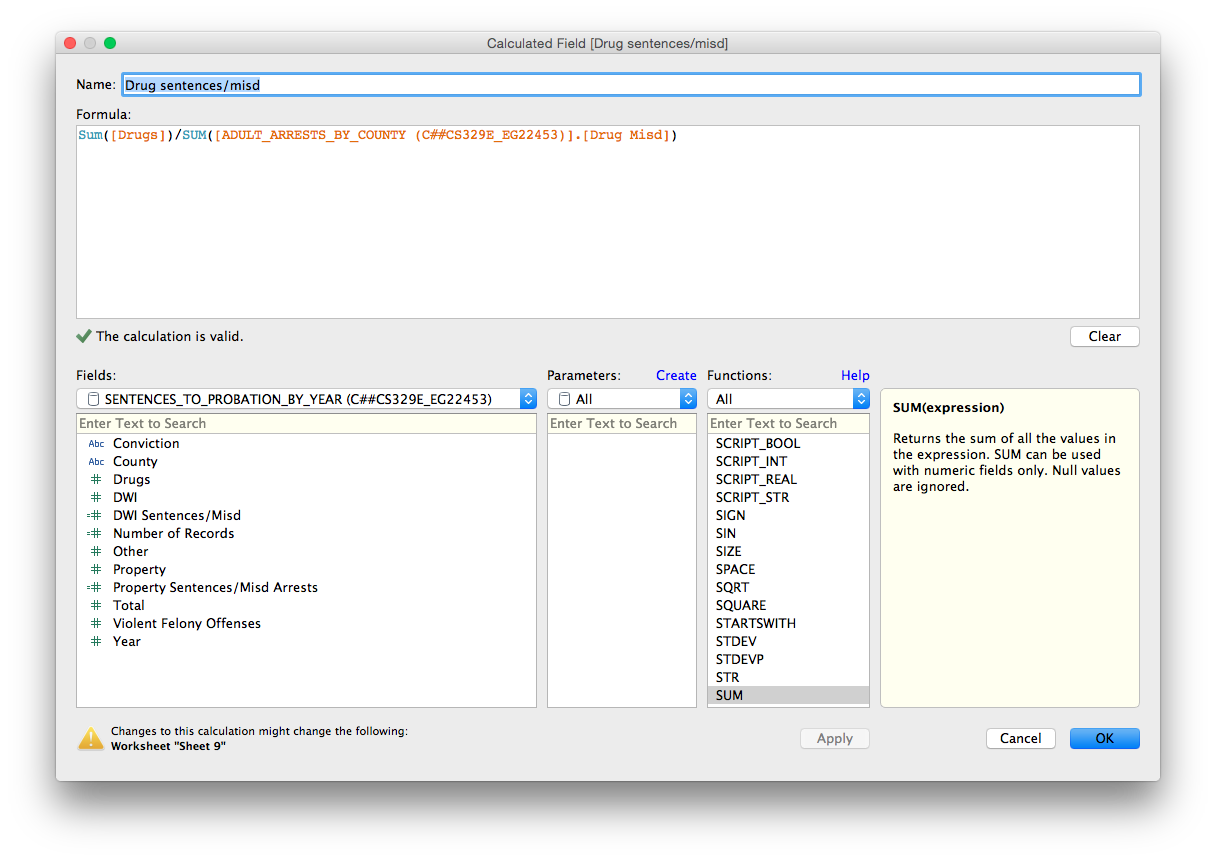 Calculated Field [Drug sentences/misd]
Name: Drug sentences/misd
Formula:
Sum([Drugs])/SUM([ADULT_ARRESTS_BY_COUNTY (C##CS329E_EG22453)].[Drug Misd])
The calculation is valid.
Clear
Fields:
SENTENCES_TO_PROBATION_BY_YEAR (C##CS329E_EG22453)
Enter Text to Search
Abc Conviction
Abc County
# Drugs
# DWI
=# DWI Sentences/Misd
=# Number of Records
# Other
# Property
=# Property Sentences/Misd Arrests
# Total
# Violent Felony Offenses
# Year
Parameters: Create
All
Enter Text to Search
Functions: Help
All
Enter Text to Search
SCRIPT_BOOL
SCRIPT_INT
SCRIPT_REAL
SCRIPT_STR
SIGN
SIN
SIZE
SPACE
SQRT
SQUARE
STARTSWITH
STDEV
STDEVP
STR
SUM
SUM(expression)
Returns the sum of all the values in
the expression. SUM can be used
with numeric fields only. Null values
are ignored.
Changes to this calculation might change the following:
Worksheet "Sheet 9"
Apply
Cancel
OK